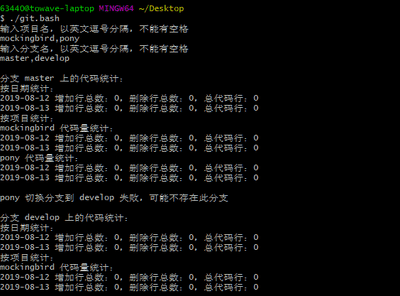 63440@towave-laptop MINGW64 ~/Desktop
$ ./git.bash
输入项目名，以英文逗号分隔，不能有空格
mockingbird,pony
输入分支名，以英文逗号分隔，不能有空格
master,develop
分支 master 上的代码统计：
按日期统计：
2019-08-12 增加行总数：0，删除行总数：0，总代码行：0
2019-08-13 增加行总数：0，删除行总数：0，总代码行：0
按项目统计：
mockingbird 代码量统计：
2019-08-12 增加行总数：0，删除行总数：0，总代码行：0
2019-08-13 增加行总数：0，删除行总数：0，总代码行：0
pony 代码量统计：
2019-08-12 增加行总数：0，删除行总数：0，总代码行：0
2019-08-13 增加行总数：0，删除行总数：0，总代码行：0
pony 切换分支到 develop 失败，可能不存在此分支
分支 develop 上的代码统计：
按日期统计：
2019-08-12 增加行总数：0，删除行总数：0，总代码行：0
2019-08-13 增加行总数：0，删除行总数：0，总代码行：0
按项目统计：
mockingbird 代码量统计：
2019-08-12 增加行总数：0，删除行总数：0，总代码行：0
2019-08-13 增加行总数：0，删除行总数：0，总代码行：0